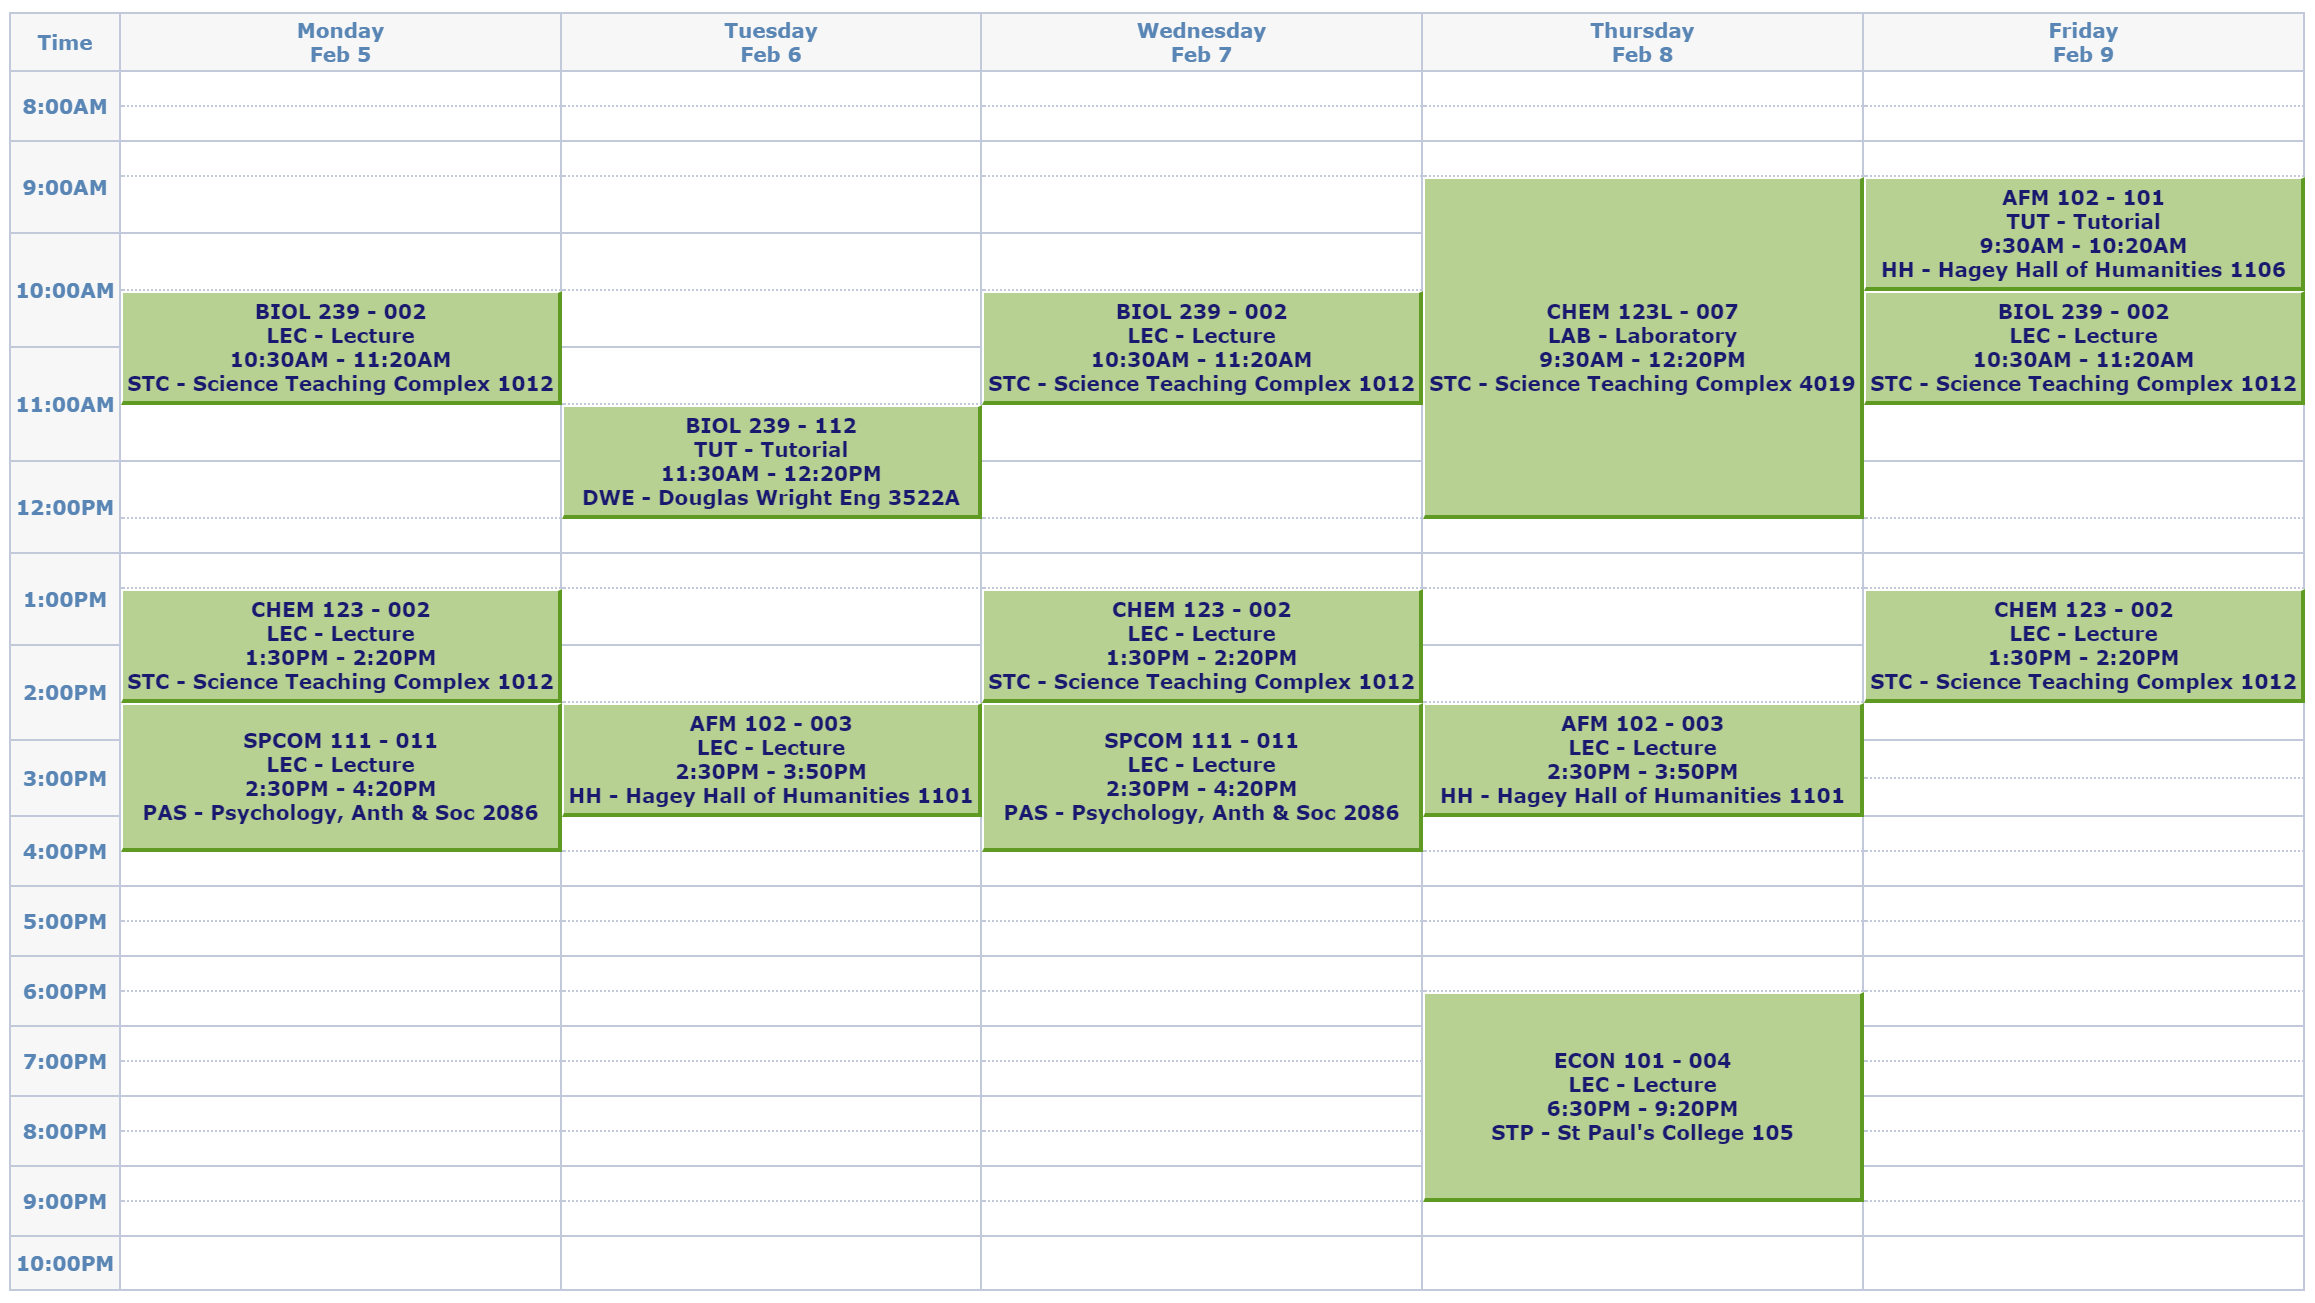 Time
Monday
Feb 5
Tuesday
Feb 6
Wednesday
Feb 7
Thursday
Feb 8
Friday
Feb 9
8:00AM
9:00AM
CHEM 123L - 007
LAB - Laboratory
9:30AM - 12:20PM
STC - Science Teaching Complex 4019
AFM 102 - 101
TUT - Tutorial
9:30AM - 10:20AM
HH - Hagey Hall of Humanities 1106
10:00AM
BIOL 239 - 002
LEC - Lecture
10:30AM - 11:20AM
STC - Science Teaching Complex 1012
BIOL 239 - 002
LEC - Lecture
10:30AM - 11:20AM
STC - Science Teaching Complex 1012
BIOL 239 - 002
LEC - Lecture
10:30AM - 11:20AM
STC - Science Teaching Complex 1012
11:00AM
BIOL 239 - 112
TUT - Tutorial
11:30AM - 12:20PM
DWE - Douglas Wright Eng 3522A
12:00PM
1:00PM
CHEM 123 - 002
LEC - Lecture
1:30PM - 2:20PM
STC - Science Teaching Complex 1012
CHEM 123 - 002
LEC - Lecture
1:30PM - 2:20PM
STC - Science Teaching Complex 1012
CHEM 123 - 002
LEC - Lecture
1:30PM - 2:20PM
STC - Science Teaching Complex 1012
2:00PM
SPCOM 111 - 011
LEC - Lecture
2:30PM - 4:20PM
PAS - Psychology, Anth & Soc 2086
AFM 102 - 003
LEC - Lecture
2:30PM - 3:50PM
HH - Hagey Hall of Humanities 1101
SPCOM 111 - 011
LEC - Lecture
2:30PM - 4:20PM
PAS - Psychology, Anth & Soc 2086
AFM 102 - 003
LEC - Lecture
2:30PM - 3:50PM
HH - Hagey Hall of Humanities 1101
3:00PM
4:00PM
5:00PM
6:00PM
ECON 101 - 004
LEC - Lecture
6:30PM - 9:20PM
STP - St Paul's College 105
7:00PM
8:00PM
9:00PM
10:00PM